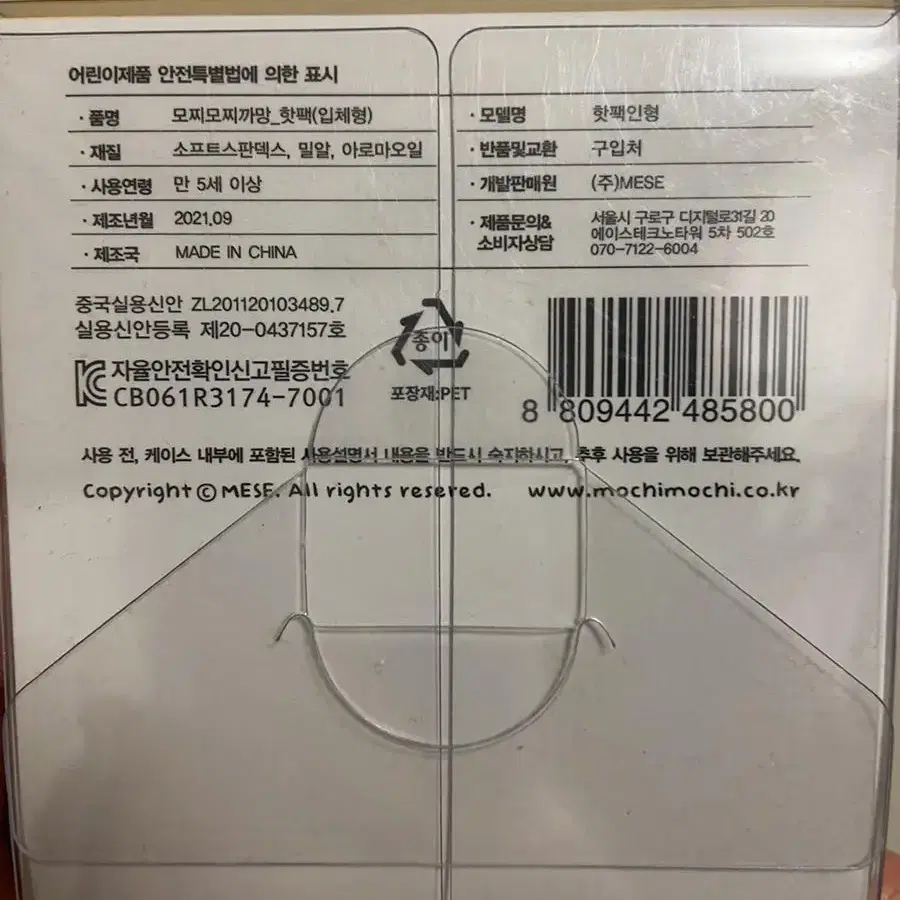 어린이제품 안전특별법에 의한 표시
· 품명 모찌모찌까망_핫팩(입체형)
· 재질 소프트스판덱스, 밀알, 아로마오일
· 사용연령 만 5세 이상
· 제조년월 2021.09
· 제조국 MADE IN CHINA
· 모델명 핫팩인형
· 반품및교환 구입처
· 개발판매원 (주)MESE
· 제품문의& 소비자상담 서울시 구로구 디지털로31길 20
에이스테크노타워 5차 502호
070-7122-6004
중국실용신안 ZL201120103489.7
실용신안등록 제20-0437157호
자율안전확인신고필증번호
CB061R3174-7001
종이
포장재:PET
8 809442 485800
사용 전, 케이스 내부에 포함된 사용설명서 내용을 반드시 숙지하시고, 추후 사용을 위해 보관해주세요.
Copyright © MESE. All rights resered. www.mochimochi.co.kr